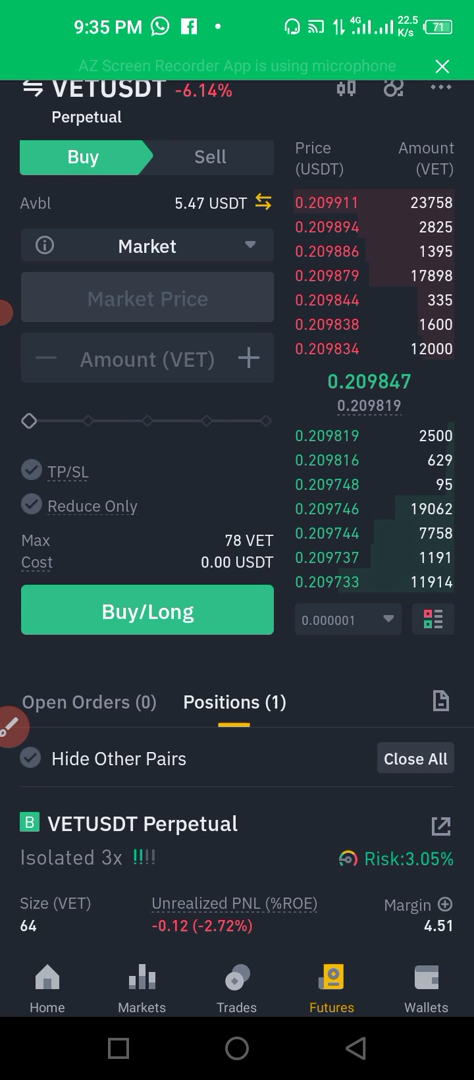 9:35 PM
4G
22.5 K/s
71
AZ Screen Recorder App is using microphone
VETUSDT -6.14%
Perpetual
Buy
Sell
Avbl
5.47 USDT
Market
Market Price
Amount (VET)
TP/SL
Reduce Only
Max
78 VET
Cost
0.00 USDT
Buy/Long
Price (USDT)
Amount (VET)
0.209911 23758
0.209894 2825
0.209886 1395
0.209879 17898
0.209844 335
0.209838 1600
0.209834 12000
0.209847
0.209819
0.209819 2500
0.209816 629
0.209748 95
0.209746 19062
0.209744 7758
0.209737 1191
0.209733 11914
0.000001
Open Orders (0)
Positions (1)
Hide Other Pairs
Close All
B VETUSDT Perpetual
Isolated 3x !!!!
Risk:3.05%
Size (VET)
Unrealized PNL (%ROE)
Margin
64
-0.12 (-2.72%)
4.51
Home
Markets
Trades
Futures
Wallets